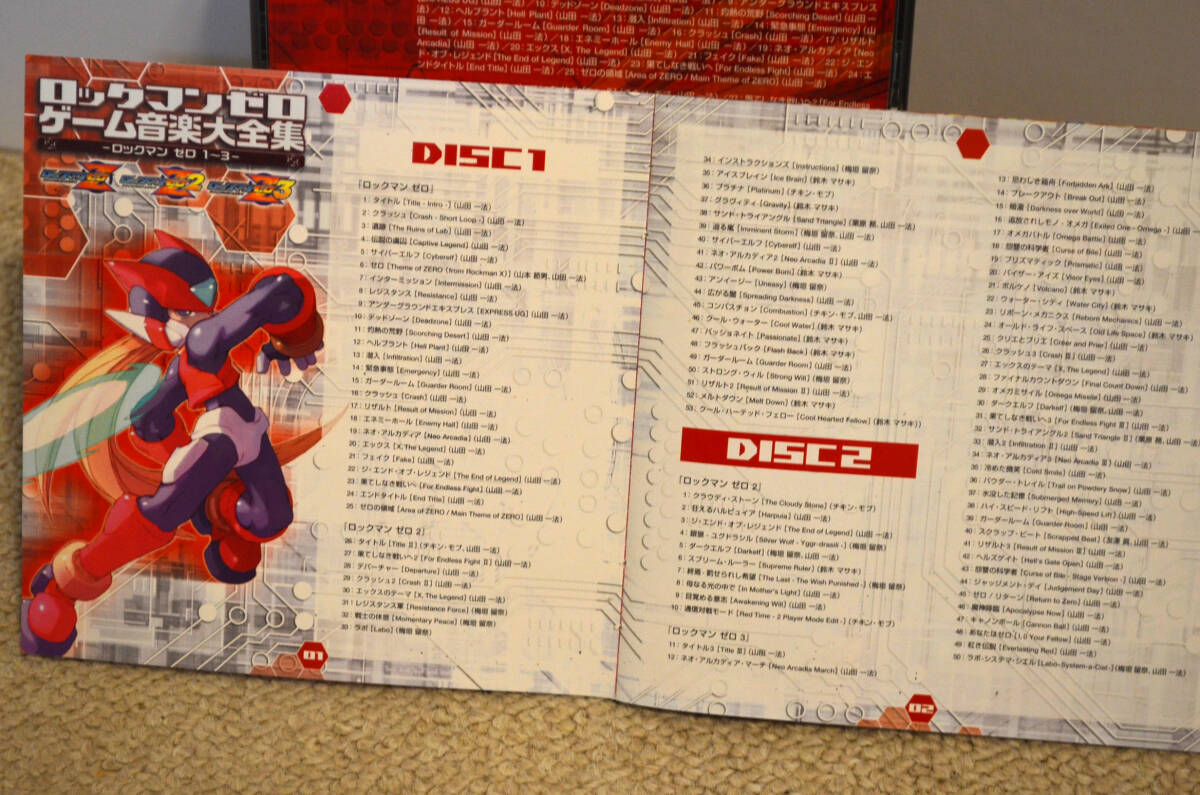 ロックマンゼロ
ゲーム音楽大全集
-ロックマン ゼロ 1~3-
DISC1
『ロックマン ゼロ』
1：タイトル [Title - Intro -] (山田 一法)
2：クラッシュ [Crash - Short Loop -] (山田 一法)
3：遺跡 [The Ruins of Lab] (山田 一法)
4：伝説の虜囚 [Captive Legend] (山田 一法)
5：サイバーエルフ [Cyberelf] (山田 一法)
6：ゼロ [Theme of ZERO (from Rockman X)] (山本 節男, 山田 一法)
7：インターミッション [Intermission] (山田 一法)
8：レジスタンス [Resistance] (山田 一法)
9：アンダーグラウンドエキスプレス [EXPRESS UG] (山田 一法)
10：デッドゾーン [Deadzone] (山田 一法)
11：灼熱の荒野 [Scorching Desert] (山田 一法)
12：ヘルプラント [Hell Plant] (山田 一法)
13：潜入 [Infiltration] (山田 一法)
14：緊急事態 [Emergency] (山田 一法)
15：ガーダールーム [Guarder Room] (山田 一法)
16：クラッシュ [Crash] (山田 一法)
17：リザルト [Result of Mission] (山田 一法)
18：エネミーホール [Enemy Hall] (山田 一法)
19：ネオ・アルカディア [Neo Arcadia] (山田 一法)
20：エックス [X, The Legend] (山田 一法)
21：フェイク [Fake] (山田 一法)
22：ジ・エンド・オブ・レジェンド [The End of Legend] (山田 一法)
23：果てしなき戦いへ [For Endless Fight] (山田 一法)
24：エンドタイトル [End Title] (山田 一法)
25：ゼロの領域 [Area of ZERO / Main Theme of ZERO] (山田 一法)
『ロックマン ゼロ 2』
26：タイトル [Title II] (チキン・モブ, 山田 一法)
27：果てしなき戦いへ2 [For Endless Fight II] (山田 一法)
28：デパーチャー [Departure] (山田 一法)
29：クラッシュ2 [Crash II] (山田 一法)
30：エックスのテーマ [X, The Legend] (山田 一法)
31：レジスタンス軍 [Resistance Force] (梅垣 留奈)
32：戦士の休息 [Momentary Peace] (梅垣 留奈)
33：ラボ [Labo] (梅垣 留奈)
01
34：インストラクションズ [Instructions] (梅垣 留奈)
35：アイスブレイン [Ice Brain] (鈴木 マサキ)
36：プラチナ [Platinum] (チキン・モブ)
37：グラヴィティ [Gravity] (鈴木 マサキ)
38：サンド・トライアングル [Sand Triangle] (栗原 務, 山田 一法)
39：迫る嵐 [Imminent Storm] (梅垣 留奈, 山田 一法)
40：サイバーエルフ [Cyberelf] (山田 一法)
41：ネオ・アルカディア2 [Neo Arcadia II] (山田 一法)
42：パワーボム [Power Bom] (鈴木 マサキ)
43：アンイージー [Uneasy] (梅垣 留奈)
44：広がる闇 [Spreading Darkness] (山田 一法)
45：コンバスチョン [Combustion] (チキン・モブ, 山田 一法)
46：クール・ウォーター [Cool Water] (鈴木 マサキ)
47：パッショネイト [Passionate] (鈴木 マサキ)
48：フラッシュバック [Flash Back] (鈴木 マサキ)
49：ガーダールーム [Guarder Room] (山田 一法)
50：ストロング・ウィル [Strong Will] (梅垣 留奈)
51：リザルト2 [Result of Mission II] (山田 一法)
52：メルトダウン [Melt Down] (鈴木 マサキ)
53：クール・ハーテッド・フェロー [Cool Hearted Fellow] (鈴木 マサキ)
DISC2
『ロックマン ゼロ 2』
1：クラウディ・ストーン [The Cloudy Stone] (チキン・モブ)
2：狂えるハルピュイア [Harpuia] (山田 一法)
3：ジ・エンド・オブ・レジェンド [The End of Legend] (山田 一法)
4：銀狼 - ユグドラシル [Silver Wolf - Yggr-drassil -] (梅垣 留奈)
5：ダークエルフ [Darkelf] (梅垣 留奈, 山田 一法)
6：スプリーム・ルーラー [Supreme Ruler] (鈴木 マサキ)
7：終焉 - 罰せられし希望 [The Last - The Wish Punished -] (梅垣 留奈)
8：母なる光の中で [In Mother's Light] (山田 一法)
9：目覚める意志 [Awakening Will] (山田 一法)
10：通信対戦モード [Red Time - 2 Player Mode Edit -] (チキン・モブ)
『ロックマン ゼロ 3』
11：タイトル3 [Title III] (山田 一法)
12：ネオ・アルカディア・マーチ [Neo Arcadia March] (山田 一法)
02
13：忌わしき箱舟 [Forbidden Ark] (山田 一法)
14：ブレークアウト [Break Out] (山田 一法)
15：暗澹 [Darkness over World] (山田 一法)
16：追放されしモノ・オメガ [Exiled One - Omega -] (山田
17：オメガバトル [Omega Battle] (山田 一法)
18：怨讐の科学者 [Curse of Bile] (山田 一法)
19：プリズマティック [Prismatic] (山田 一法)
20：バイザー・アイズ [Visor Eyes] (山田 一法)
21：ボルケノ [Volcano] (鈴木 マサキ)
22：ウォーター・シティ [Water City] (鈴木 マサキ)
23：リボーン・メカニクス [Reborn Mechanics] (山田 一法)
24：オールド・ライフ・スペース [Old Life Space] (鈴木 マサキ)
25：クリエとプリエ [Crier and Prier] (山田 一法)
26：クラッシュ3 [Crash III] (山田 一法)
27：エックスのテーマ [X, The Legend] (山田 一法)
28：ファイナルカウントダウン [Final Count Down] (山田 一法)
29：オメガミサイル [Omega Missile] (山田 一法)
30：ダークエルフ [Darkelf] (梅垣 留奈, 山田 一法)
31：果てしなき戦いへ3 [For Endless Fight III] (山田 一法)
32：サンド・トライアングル2 [Sand Triangle II] (栗原 務, 山田 一法)
33：潜入2 [Infiltration II] (山田 一法)
34：ネオ・アルカディア3 [Neo Arcadia III] (山田 一法)
35：冷めた微笑 [Cold Smile] (山田 一法)
36：パウダー・トレイル [Trail on Powdery Snow] (山田 一法)
37：水没した記憶 [Submerged Memory] (山田 一法)
38：ハイ・スピード・リフト [High-Speed Lift] (山田 一法)
39：ガーダールーム [Guarder Room] (山田 一法)
40：スクラップ・ビート [Scrapped Beat] (山田 一法)
41：リザルト3 [Result of Mission III] (山田 一法)
42：ヘルズゲイト [Hell's Gate Open] (山田 一法)
43：怨讐の科学者 [Curse of Bile - Stage Version -] (山田 一法)
44：ジャッジメント・デイ [Judgement Day] (山田 一法)
45：ゼロ / リターン [Return to Zero] (山田 一法)
46：魔神降臨 [Apocalypse Now] (山田 一法)
47：キャノンボール [Cannon Ball] (山田 一法)
48：あなたはゼロ [I, 0 Your Fellow] (山田 一法)
49：紅き伝説 [Everlasting Red] (山田 一法)
50：ラボ・システマ・シエル [Labo-System-a-Ciel-] (梅垣 留奈, 山田 一法)